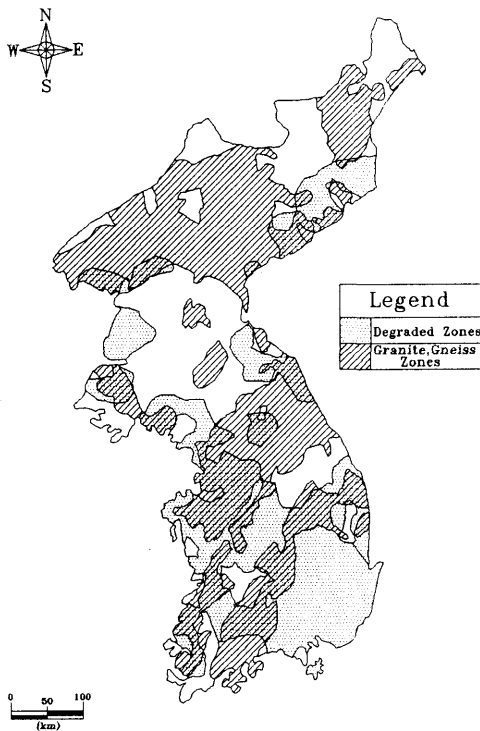 N
W E
S
Legend
Degraded Zones
Granite,Gneiss
Zones
0 50 100
(km)